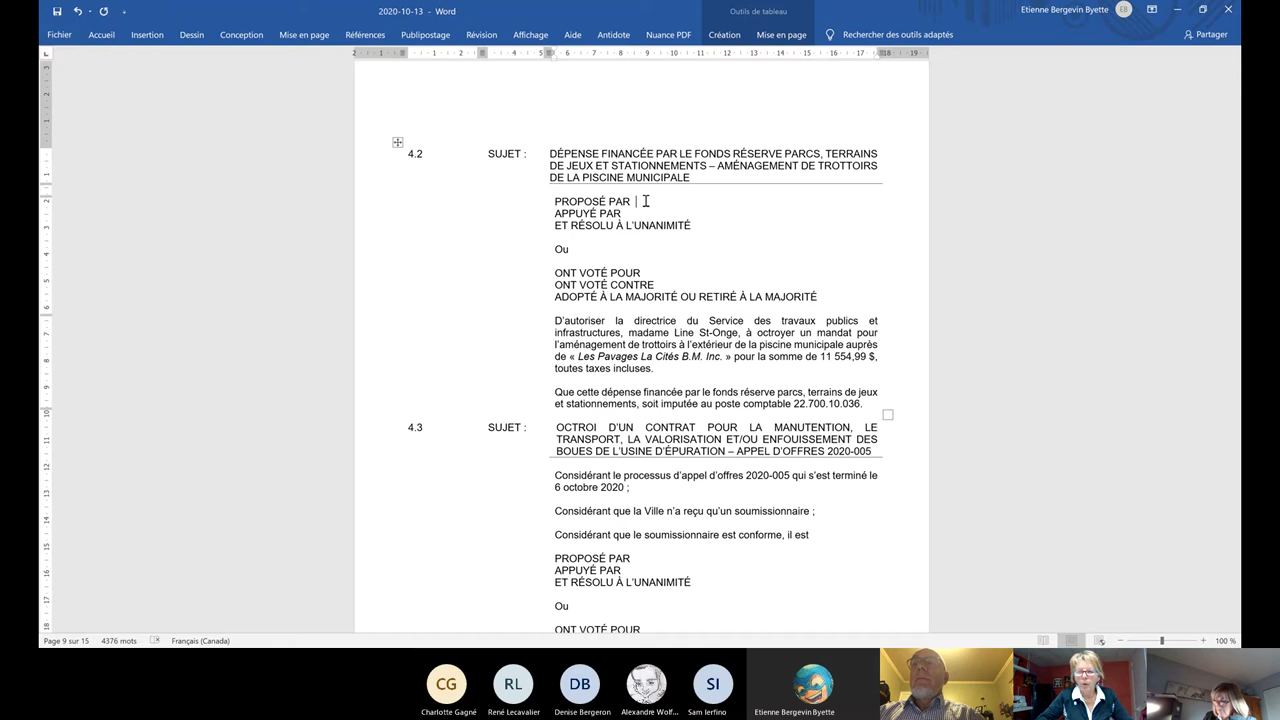 2020-10-13 - Word
Outils de tableau
Etienne Bergevin Byette
EB
Fichier Accueil Insertion Dessin Conception Mise en page Références Publipostage Révision Affichage Aide Antidote Nuance PDF Création Mise en page Rechercher des outils adaptés Partager
4.2 SUJET : DÉPENSE FINANCÉE PAR LE FONDS RÉSERVE PARCS, TERRAINS
DE JEUX ET STATIONNEMENTS – AMÉNAGEMENT DE TROTTOIRS
DE LA PISCINE MUNICIPALE
PROPOSÉ PAR
APPUYÉ PAR
ET RÉSOLU À L'UNANIMITÉ
Ou
ONT VOTÉ POUR
ONT VOTÉ CONTRE
ADOPTÉ À LA MAJORITÉ OU RETIRÉ À LA MAJORITÉ
D'autoriser la directrice du Service des travaux publics et
infrastructures, madame Line St-Onge, à octroyer un mandat pour
l'aménagement de trottoirs à l'extérieur de la piscine municipale auprès
de « Les Pavages La Cités B.M. Inc. » pour la somme de 11 554,99 $,
toutes taxes incluses.
Que cette dépense financée par le fonds réserve parcs, terrains de jeux
et stationnements, soit imputée au poste comptable 22.700.10.036.
4.3 SUJET : OCTROI D'UN CONTRAT POUR LA MANUTENTION, LE
TRANSPORT, LA VALORISATION ET/OU ENFOUISSEMENT DES
BOUES DE L'USINE D'ÉPURATION – APPEL D'OFFRES 2020-005
Considérant le processus d'appel d'offres 2020-005 qui s'est terminé le
6 octobre 2020 ;
Considérant que la Ville n'a reçu qu'un soumissionnaire ;
Considérant que le soumissionnaire est conforme, il est
PROPOSÉ PAR
APPUYÉ PAR
ET RÉSOLU À L'UNANIMITÉ
Ou
ONT VOTÉ POUR
Page 9 sur 15 4376 mots Français (Canada) 100 %
CG RL DB SI
Charlotte Gagné René Lecavalier Denise Bergeron Alexandre Wolf... Sam Ierfino Etienne Bergevin Byette